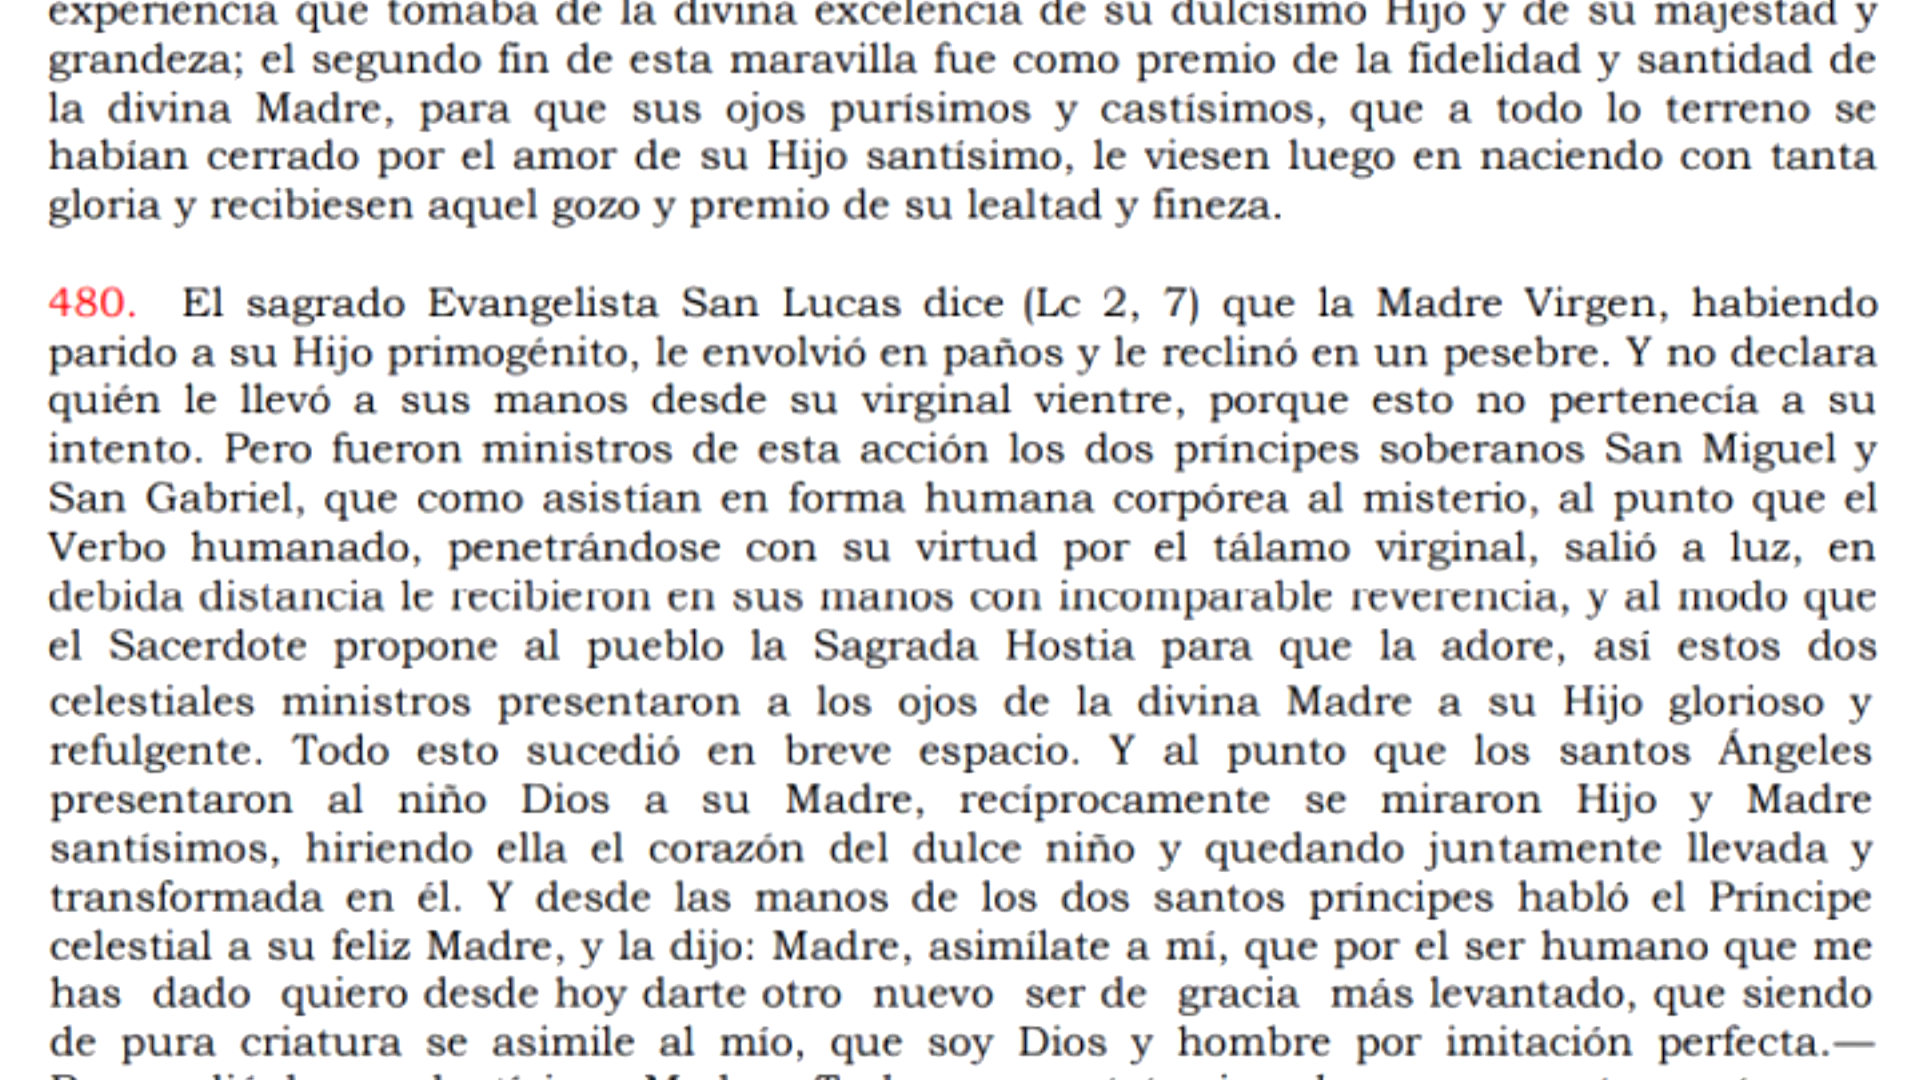 experiencia que tomaba de la divina excelencia de su dulcísimo Hijo y de su majestad y
grandeza; el segundo fin de esta maravilla fue como premio de la fidelidad y santidad de
la divina Madre, para que sus ojos purísimos y castísimos, que a todo lo terreno se
habían cerrado por el amor de su Hijo santísimo, le viesen luego en naciendo con tanta
gloria y recibiesen aquel gozo y premio de su lealtad y fineza.
480. El sagrado Evangelista San Lucas dice (Lc 2, 7) que la Madre Virgen, habiendo
parido a su Hijo primogénito, le envolvió en paños y le reclinó en un pesebre. Y no declara
quién le llevó a sus manos desde su virginal vientre, porque esto no pertenecía a su
intento. Pero fueron ministros de esta acción los dos príncipes soberanos San Miguel y
San Gabriel, que como asistían en forma humana corpórea al misterio, al punto que el
Verbo humanado, penetrándose con su virtud por el tálamo virginal, salió a luz, en
debida distancia le recibieron en sus manos con incomparable reverencia, y al modo que
el Sacerdote propone al pueblo la Sagrada Hostia para que la adore, así estos dos
celestiales ministros presentaron a los ojos de la divina Madre a su Hijo glorioso y
refulgente. Todo esto sucedió en breve espacio. Y al punto que los santos Ángeles
presentaron al niño Dios a su Madre, recíprocamente se miraron Hijo y Madre
santísimos, hiriendo ella el corazón del dulce niño y quedando juntamente llevada y
transformada en él. Y desde las manos de los dos santos príncipes habló el Príncipe
celestial a su feliz Madre, y la dijo: Madre, asimílate a mí, que por el ser humano que me
has dado quiero desde hoy darte otro nuevo ser de gracia más levantado, que siendo
de pura criatura se asimile al mío, que soy Dios y hombre por imitación perfecta.—